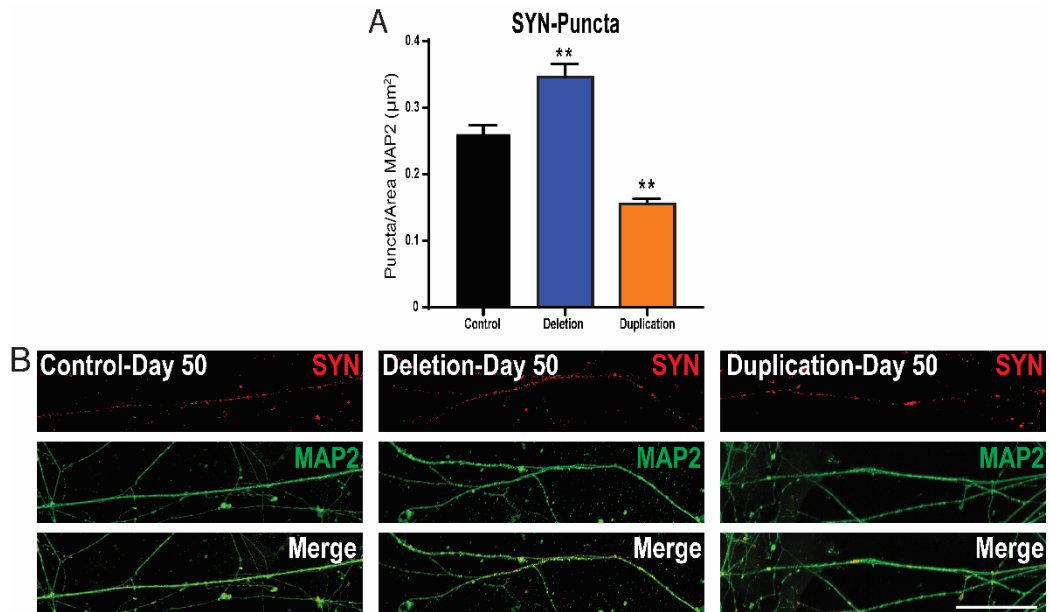 A
SYN-Puncta
Puncta/Area MAP2 (µm²)
0.4
0.3
0.2
0.1
0
**
**
Control
Deletion
Duplication
B
Control-Day 50 SYN
Deletion-Day 50 SYN
Duplication-Day 50 SYN
MAP2
MAP2
MAP2
Merge
Merge
Merge